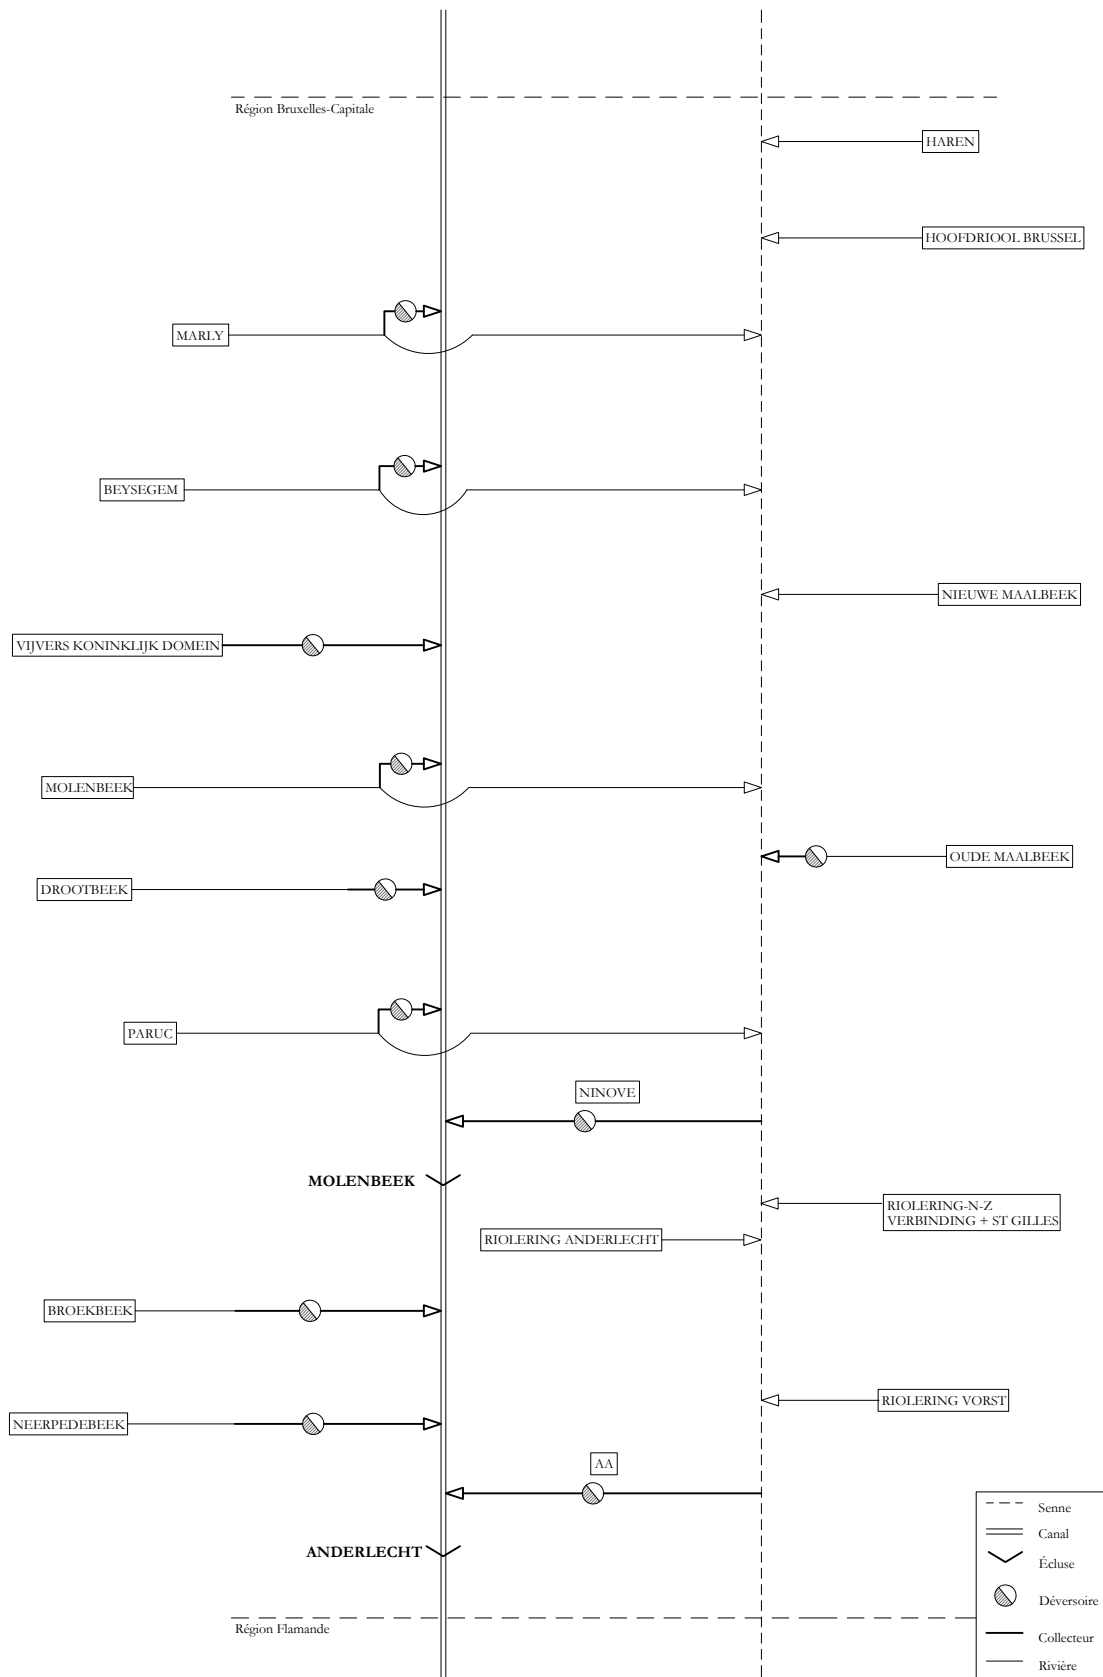 Région Bruxelles-Capitale
HAREN
HOOFDRIOOL BRUSSEL
MARLY
BEYSEGEM
NIEUWE MAALBEEK
VIJVERS KONINKLIJK DOMEIN
MOLENBEEK
OUDE MAALBEEK
DROOTBEEK
PARUC
NINOVE
MOLENBEEK
RIOLERING-N-Z
VERBINDING + ST GILLES
RIOLERING ANDERLECHT
BROEKBEEK
RIOLERING VORST
NEERPEDEBEEK
AA
ANDERLECHT
Région Flamande
Senne
Canal
Écluse
Déversoire
Collecteur
Rivière